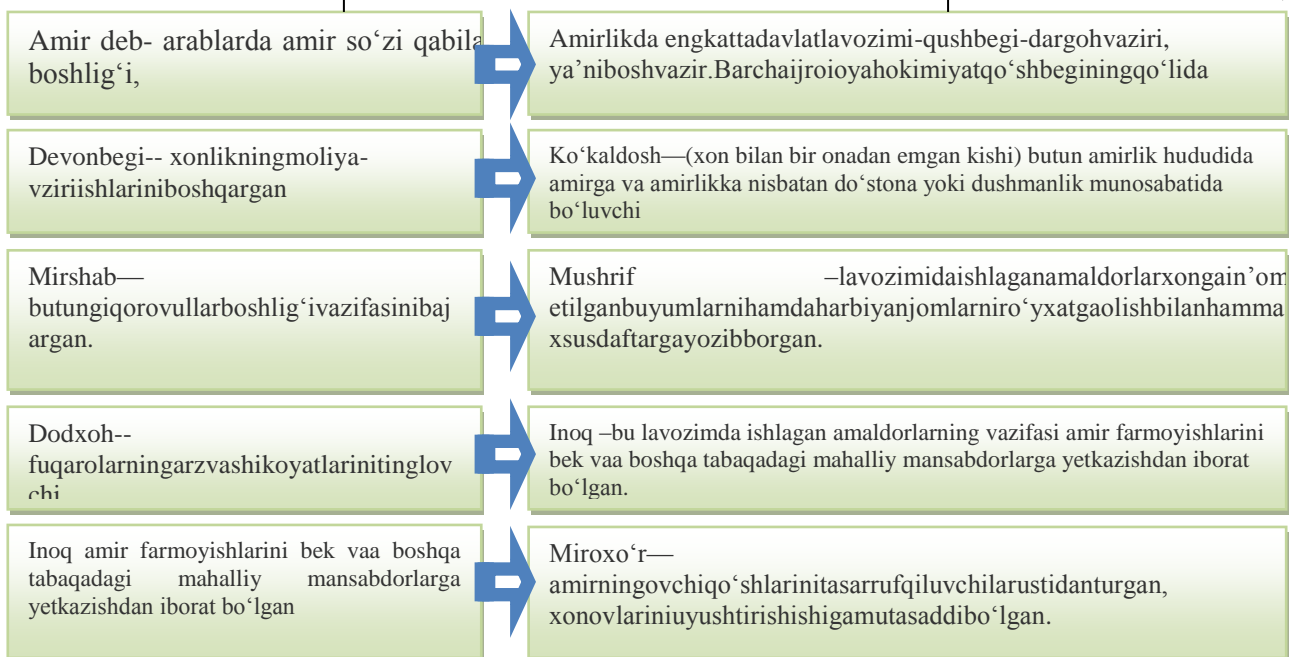 Amir deb- arablarda amir so‘zi qabila
boshlig‘i,
Amirlikda engkattadavlatlavozimi-qushbegi-dargohvaziri,
ya’niboshvazir.Barchaijroioyahokimiyatqo‘shbeginingqo‘lida
Devonbegi-- xonlikningmoliya-
vziriishlariniboshqargan
Ko‘kaldosh—(xon bilan bir onadan emgan kishi) butun amirlik hududida
amirga va amirlikka nisbatan do‘stona yoki dushmanlik munosabatida
bo‘luvchi
Mirshab—
butungiqorovullarboshlig‘ivazifasinibaj
argan.
Mushrif –lavozimidaishlaganamaldorlarxongain’om
etilganbuyumlarnihamdaharbiyanjomlarniro‘yxatgaolishbilanhamma
xsusdaftargayozibborgan.
Dodxoh--
fuqarolarningarzvashikoyatlarinitinglov
chi
Inoq –bu lavozimda ishlagan amaldorlarning vazifasi amir farmoyishlarini
bek vaa boshqa tabaqadagi mahalliy mansabdorlarga yetkazishdan iborat
bo‘lgan.
Inoq amir farmoyishlarini bek vaa boshqa
tabaqadagi mahalliy mansabdorlarga
yetkazishdan iborat bo‘lgan
Miroxo‘r—
amirningovchiqo‘shlarinitasarrufqiluvchilarustidanturgan,
xonovlariniuyushtirishishigamutasaddibo‘lgan.